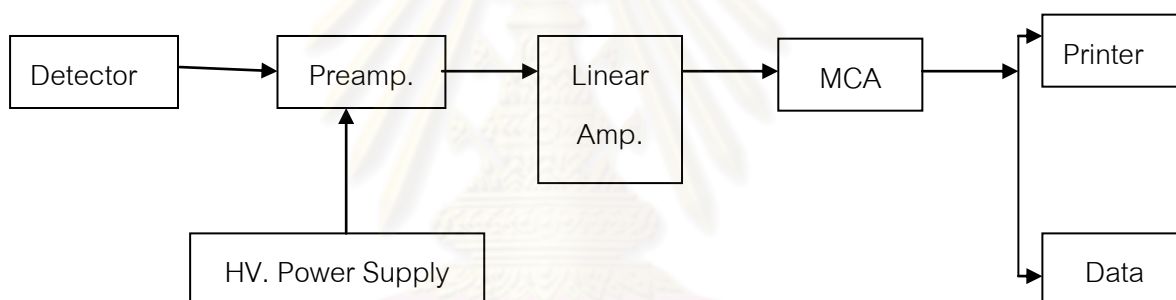 Detector
Preamp.
Linear
Amp.
MCA
Printer
HV. Power Supply
Data